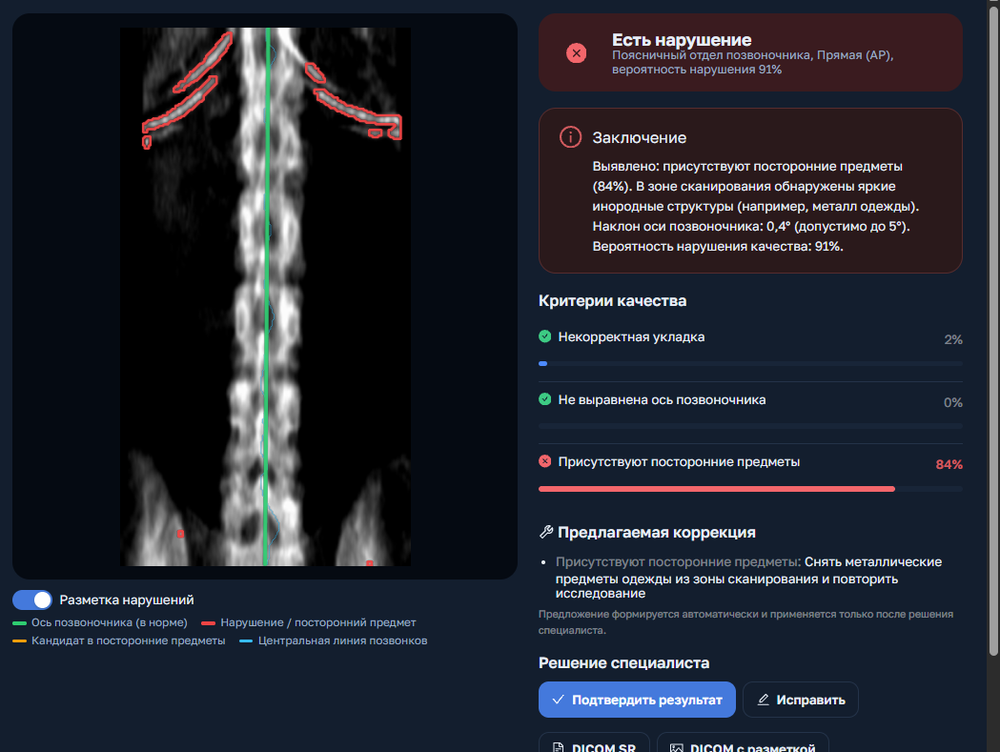 Есть нарушение
Поясничный отдел позвоночника, Прямая (AP),
вероятность нарушения 91%
Заключение
Выявлено: присутствуют посторонние предметы
(84%). В зоне сканирования обнаружены яркие
инородные структуры (например, металл одежды).
Наклон оси позвоночника: 0,4° (допустимо до 5°).
Вероятность нарушения качества: 91%.
Критерии качества
Некорректная укладка 2%
Не выравнена ось позвоночника 0%
Присутствуют посторонние предметы 84%
Предлагаемая коррекция
• Присутствуют посторонние предметы: Снять металлические
предметы одежды из зоны сканирования и повторить
исследование
Предложение формируется автоматически и применяется только после решения
специалиста.
Решение специалиста
Подтвердить результат
Исправить
DICOM SR
DICOM с разметкой
Разметка нарушений
Ось позвоночника (в норме)
Нарушение / посторонний предмет
Кандидат в посторонние предметы
Центральная линия позвонков